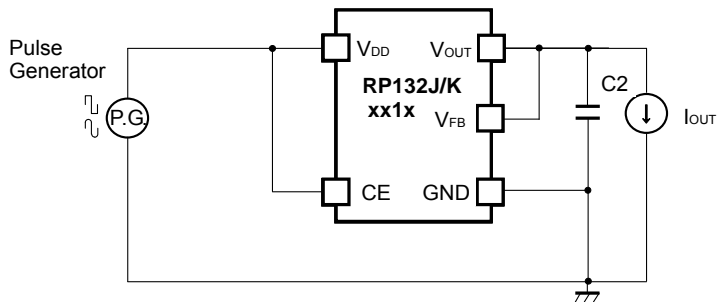 Pulse
Generator
P.G.
VDD
VOUT
RP132J/K
xx1x
VFB
CE
GND
C2
IOUT